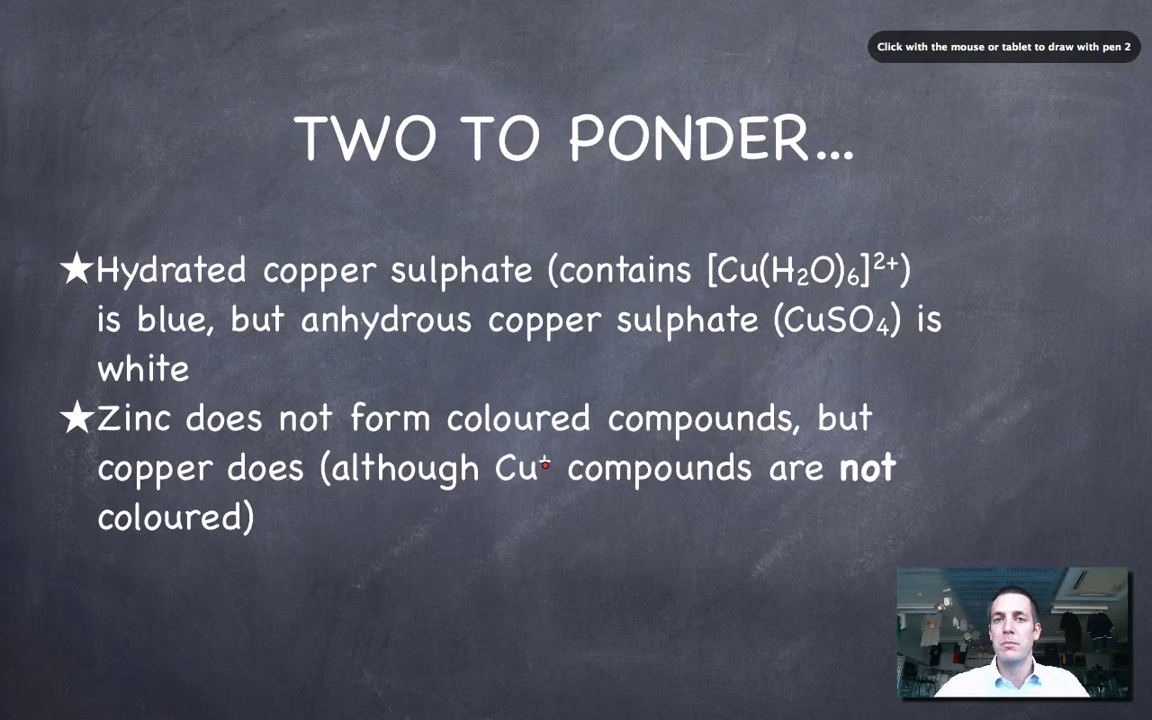 Click with the mouse or tablet to draw with pen 2
TWO TO PONDER...
★Hydrated copper sulphate (contains [Cu(H₂O)₆]²⁺)
is blue, but anhydrous copper sulphate (CuSO₄) is
white
★Zinc does not form coloured compounds, but
copper does (although Cu⁺ compounds are not
coloured)